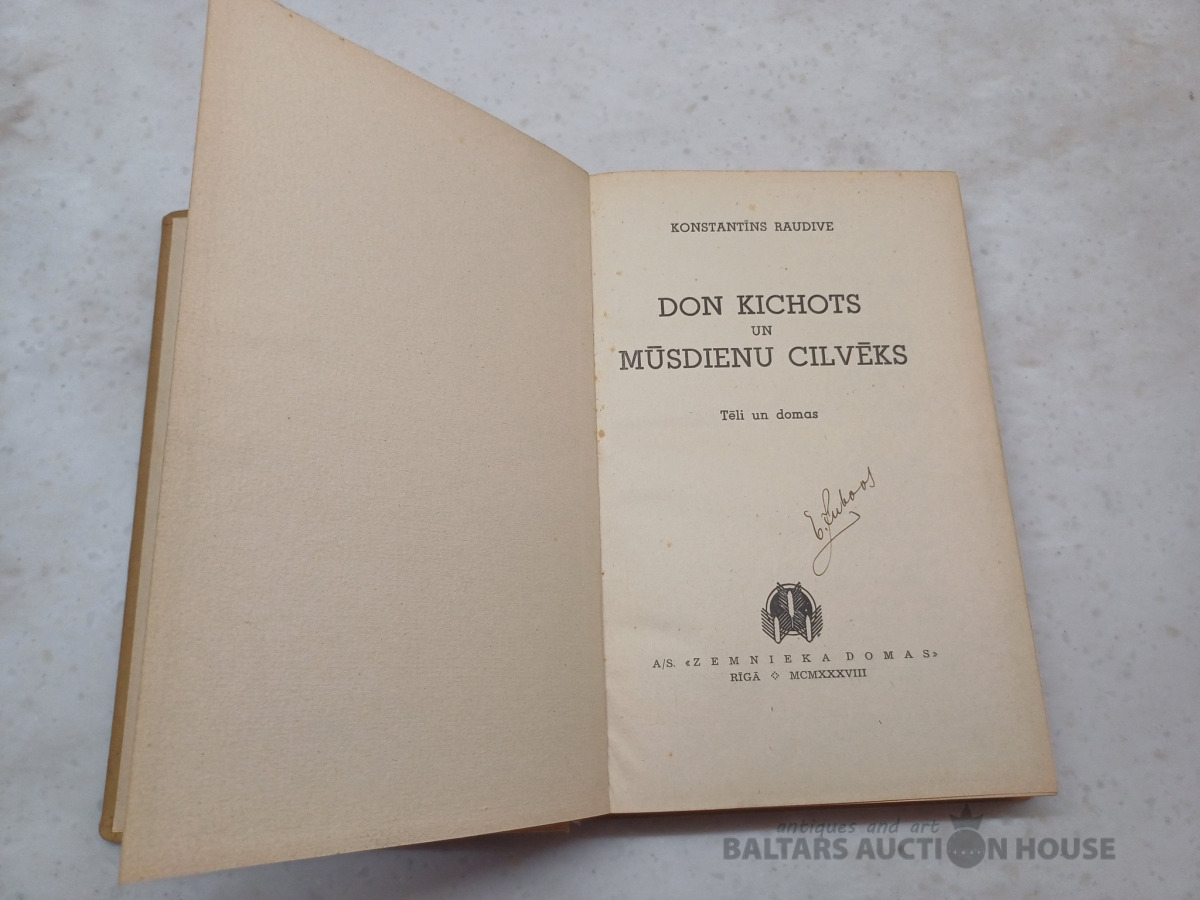 KONSTANTĪNS RAUDIVE
DON KICHOTS
UN
MŪSDIENU CILVĒKS
Tēli un domas
A/S. «ZEMNIEKA DOMAS»
RĪGĀ ✧ MCMXXXVIII
antiques and art
BALTARS AUCTION HOUSE